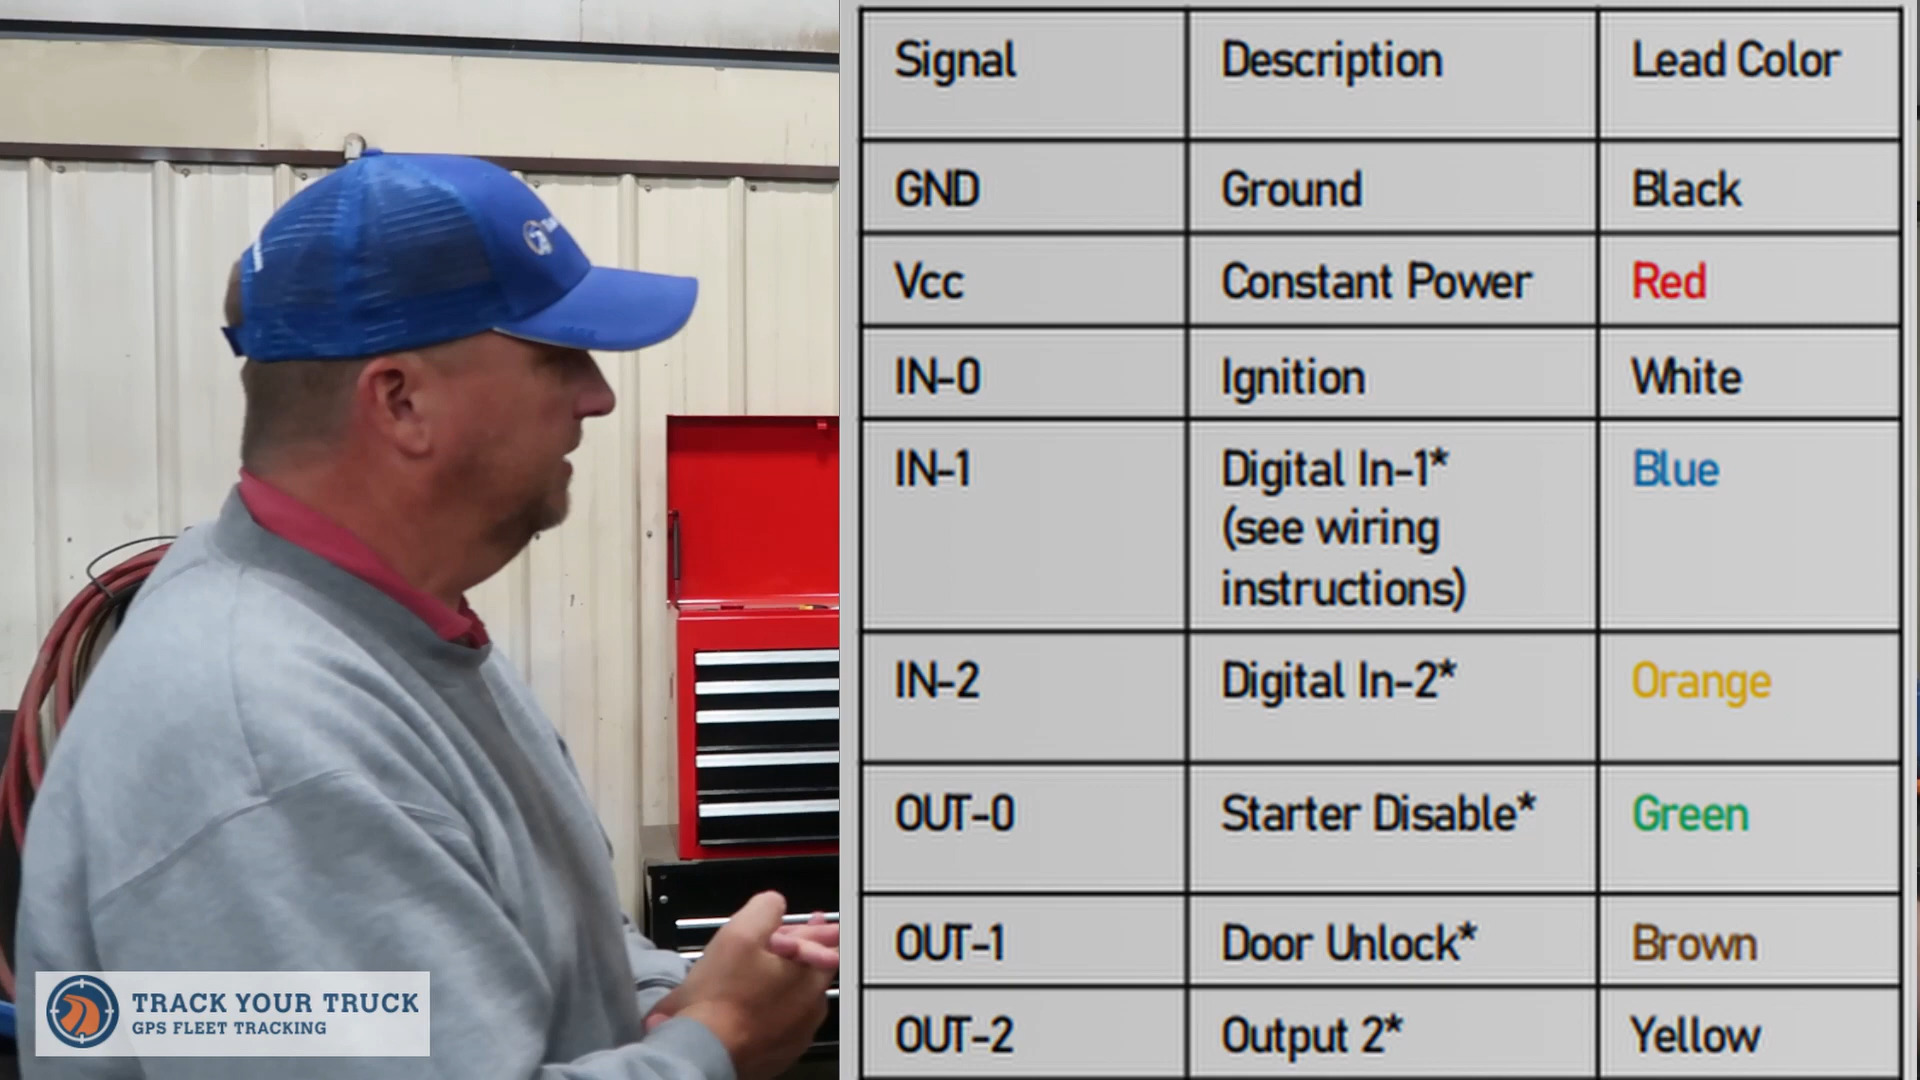 Signal Description Lead Color
GND Ground Black
Vcc Constant Power Red
IN-0 Ignition White
IN-1 Digital In-1* Blue
(see wiring
instructions)
IN-2 Digital In-2* Orange
OUT-0 Starter Disable* Green
OUT-1 Door Unlock* Brown
OUT-2 Output 2* Yellow
TRACK YOUR TRUCK
GPS FLEET TRACKING